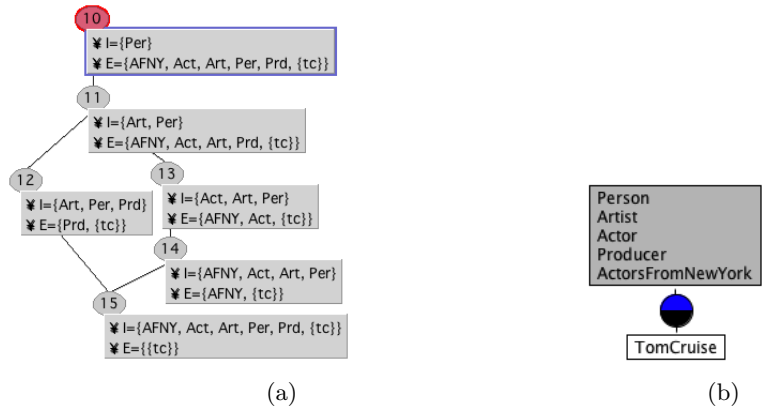 10
¥ I={Per}
¥ E={AFNY, Act, Art, Per, Prd, {tc}}
11
¥ I={Art, Per}
¥ E={AFNY, Act, Art, Prd, {tc}}
12
¥ I={Art, Per, Prd}
¥ E={Prd, {tc}}
13
¥ I={Act, Art, Per}
¥ E={AFNY, Act, {tc}}
14
¥ I={AFNY, Act, Art, Per}
¥ E={AFNY, {tc}}
15
¥ I={AFNY, Act, Art, Per, Prd, {tc}}
¥ E={{tc}}
(a)
Person
Artist
Actor
Producer
ActorsFromNewYork
TomCruise
(b)